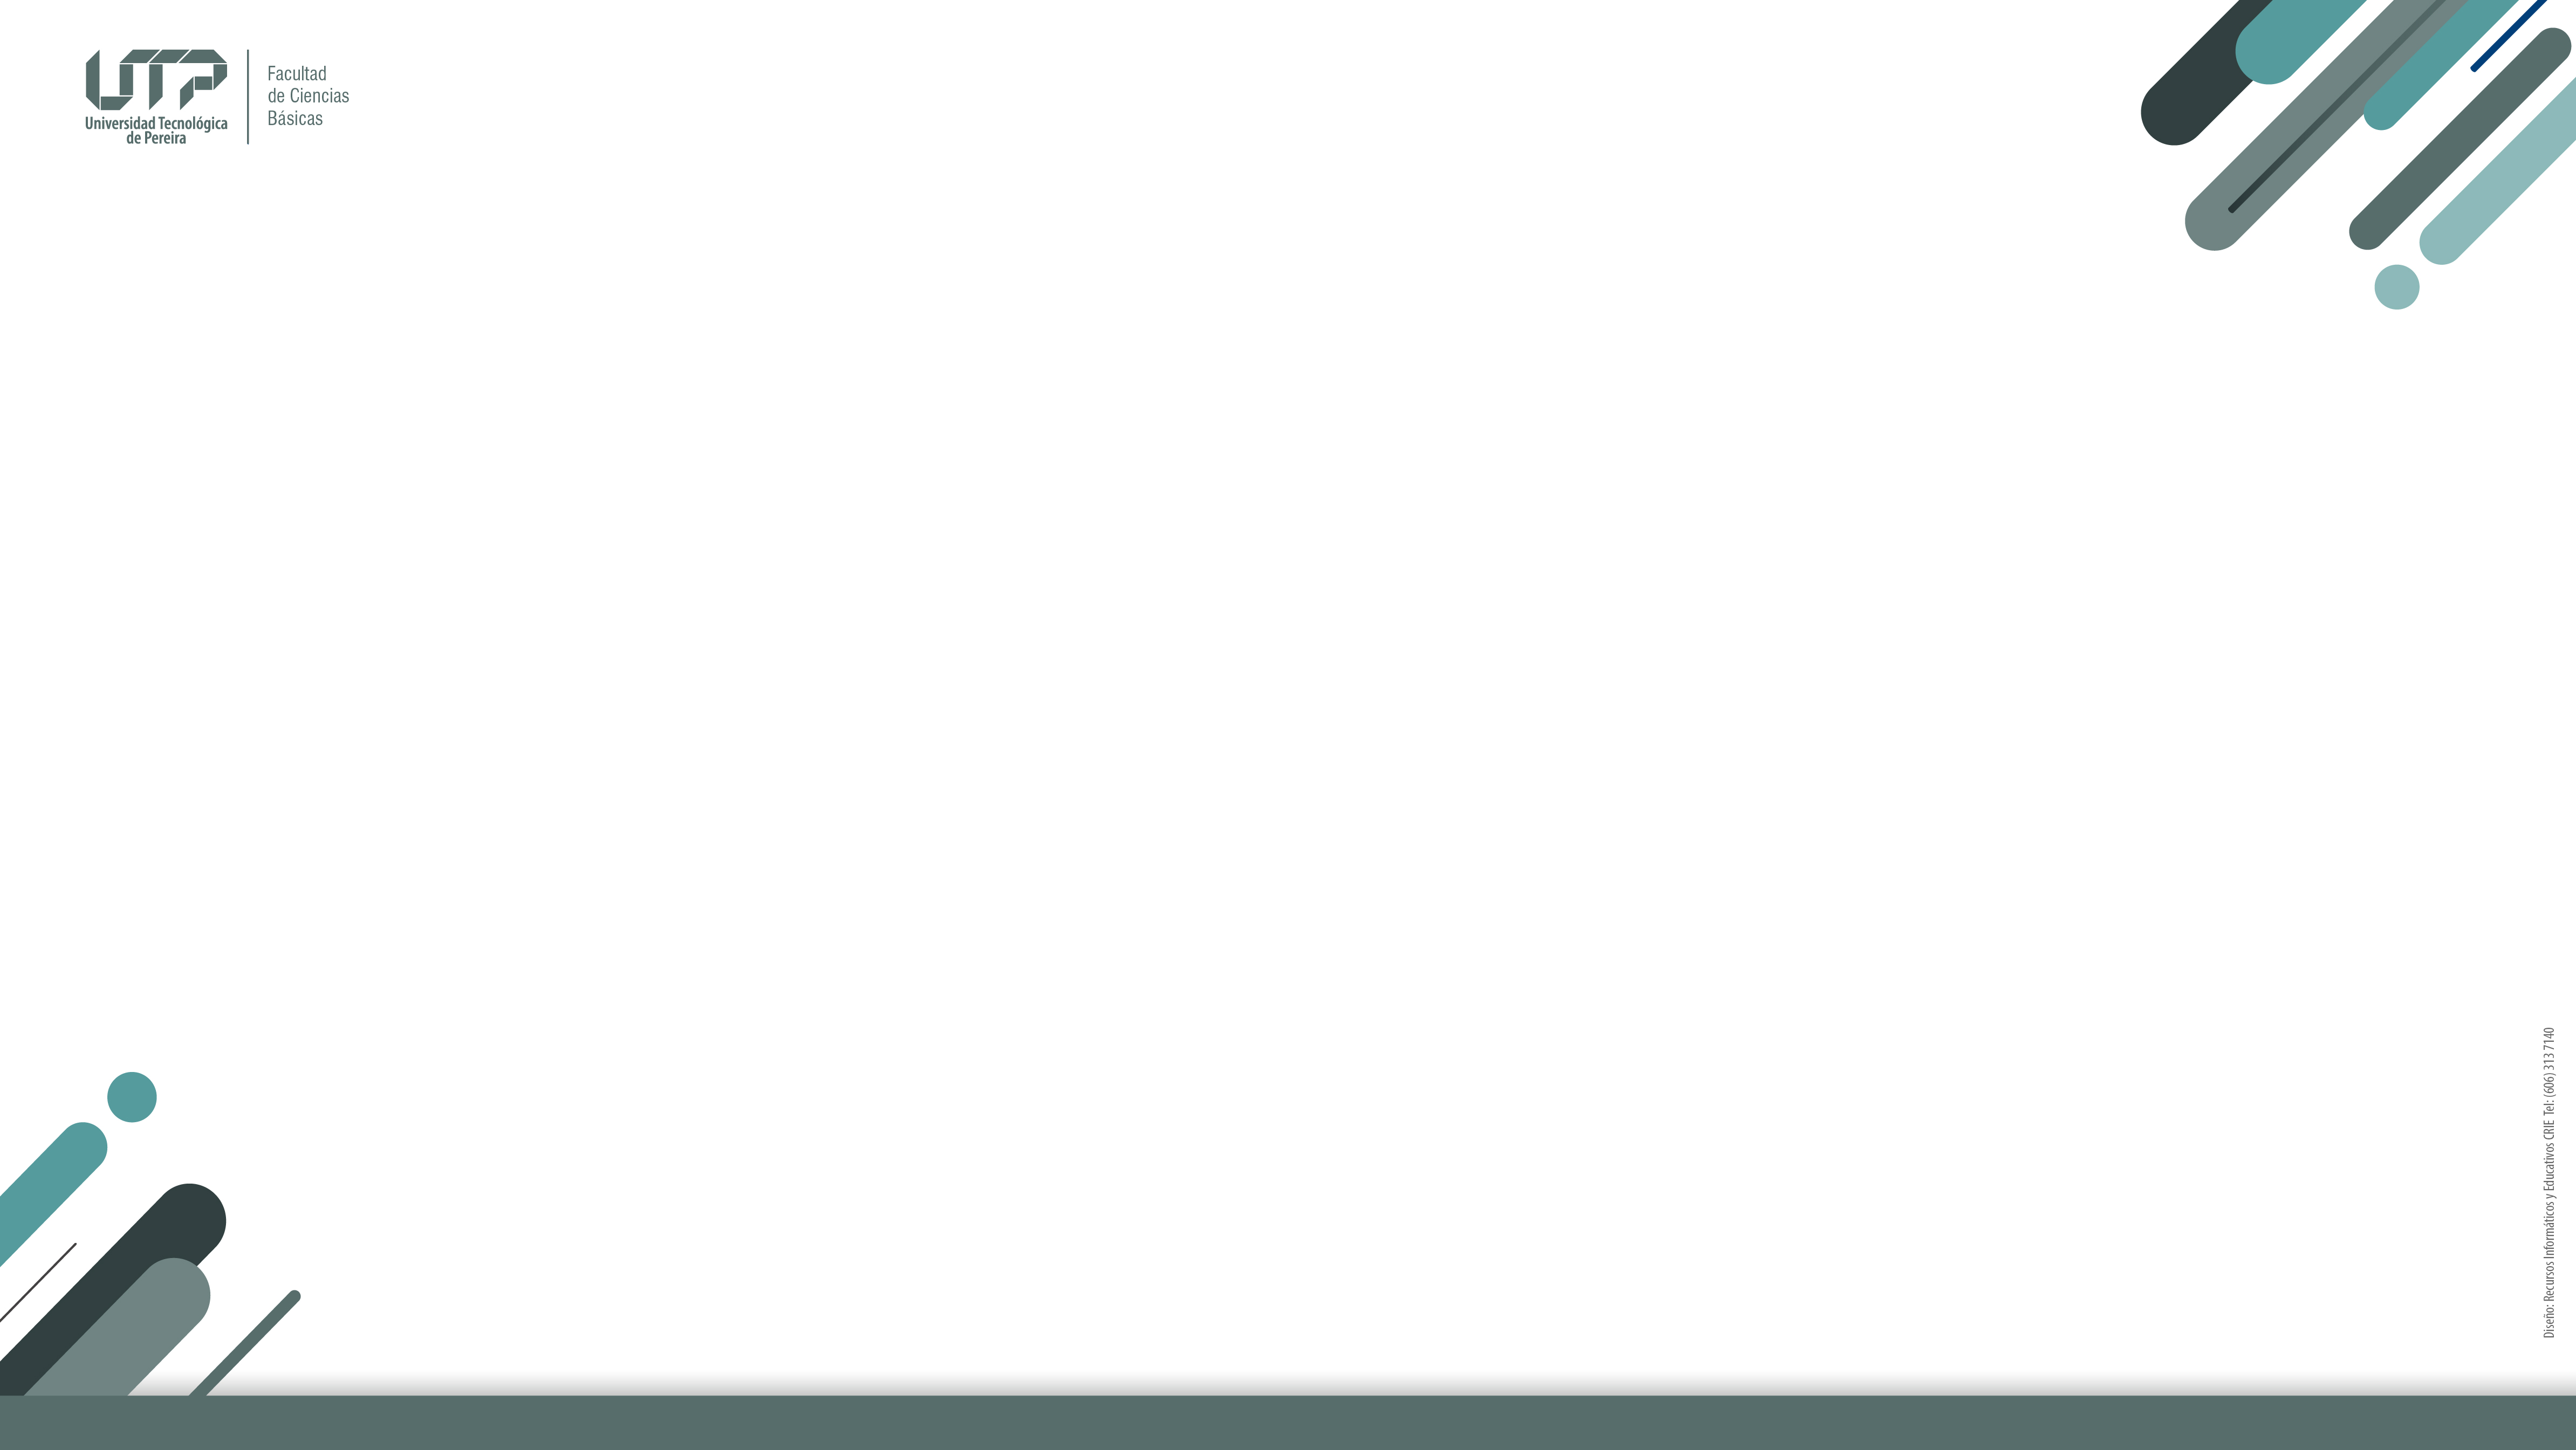 UTP
Universidad Tecnológica
de Pereira
Facultad
de Ciencias
Básicas
Diseño: Recursos Informáticos y Educativos CRIE Tel: (606) 313 7140